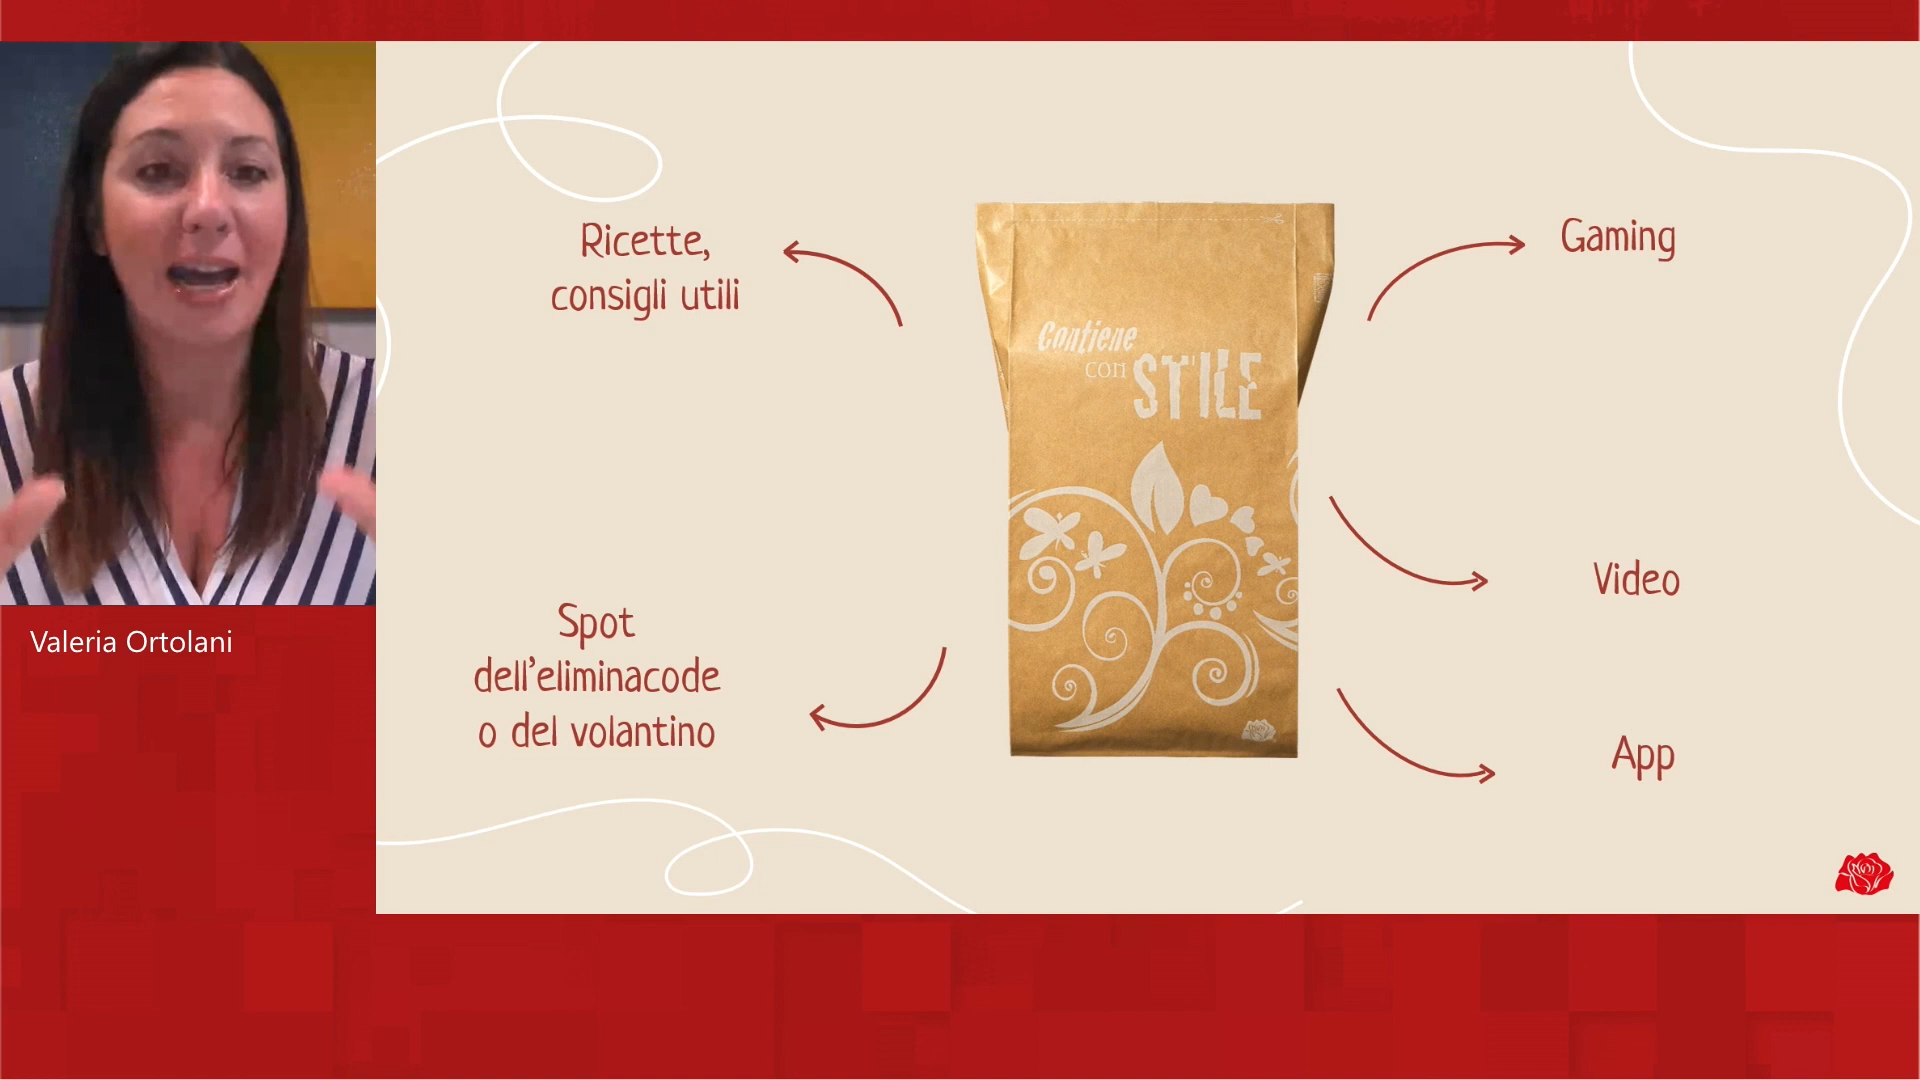 Valeria Ortolani
Ricette,
consigli utili
Spot
dell'eliminacode
o del volantino
Contiene
CON STILE
Gaming
Video
App